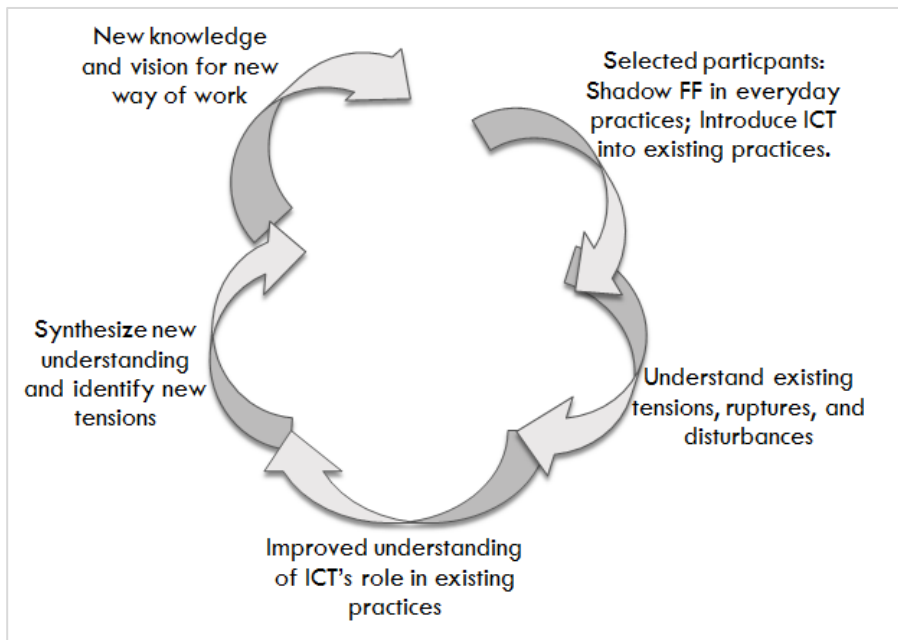 New knowledge
and vision for new
way of work
Selected particpants:
Shadow FF in everyday
practices; Introduce ICT
into existing practices.
Understand existing
tensions, ruptures, and
disturbances
Improved understanding
of ICT's role in existing
practices
Synthesize new
understanding
and identify new
tensions